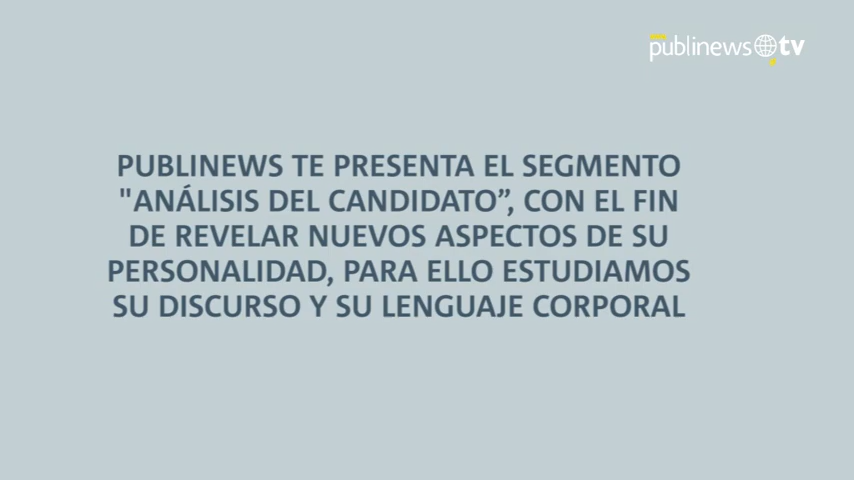 publinews tv
PUBLINEWS TE PRESENTA EL SEGMENTO
"ANÁLISIS DEL CANDIDATO”, CON EL FIN
DE REVELAR NUEVOS ASPECTOS DE SU
PERSONALIDAD, PARA ELLO ESTUDIAMOS
SU DISCURSO Y SU LENGUAJE CORPORAL